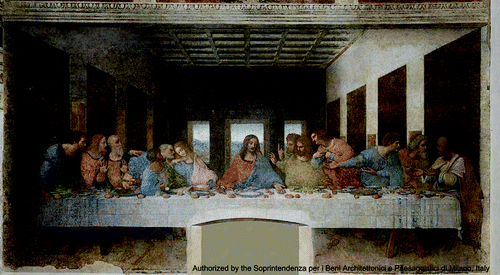 Authorized by the Soprintendenza per i Beni Architettonici e Paesaggistici di Milano, Italy